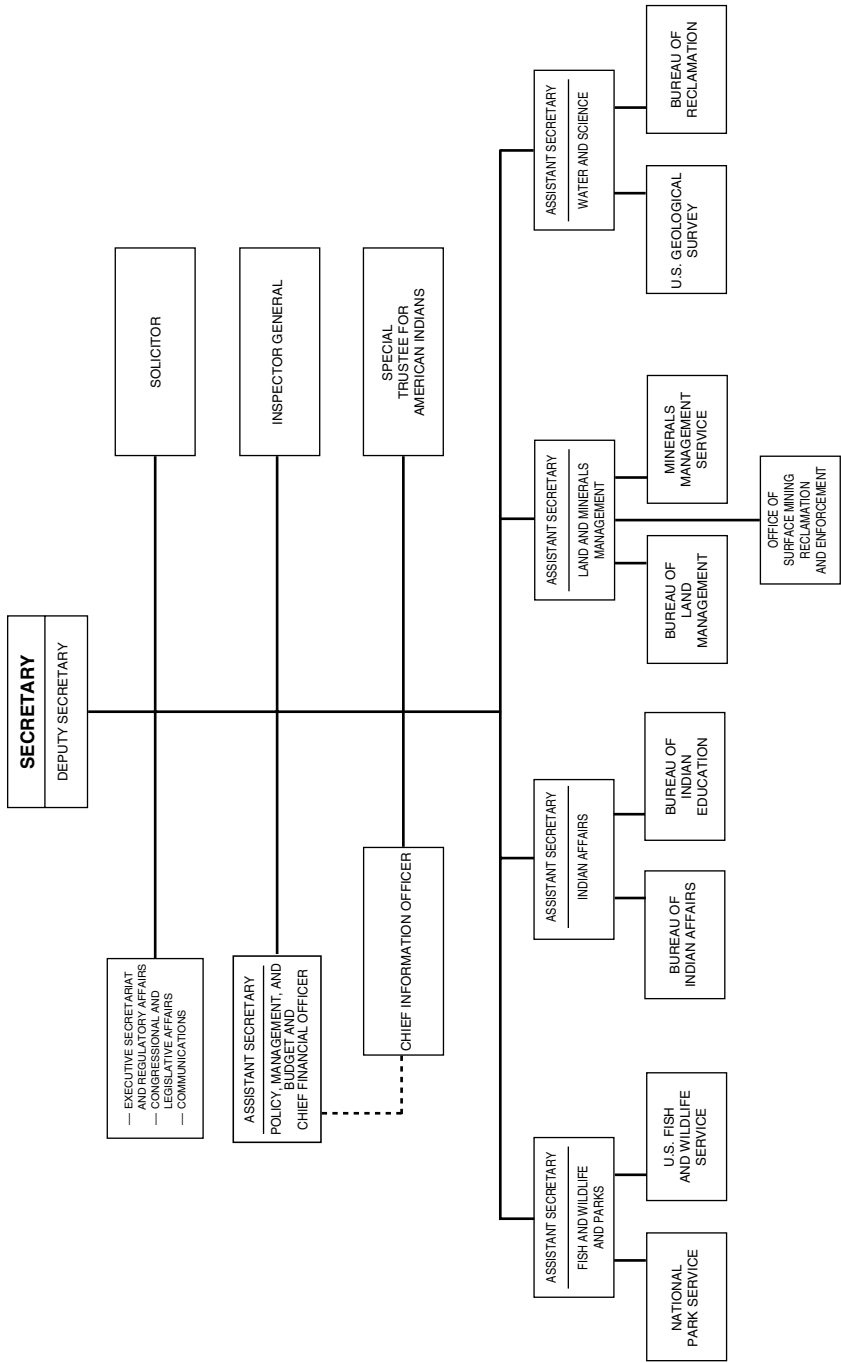 SECRETARY
DEPUTY SECRETARY
— EXECUTIVE SECRETARIAT
AND REGULATORY AFFAIRS
— CONGRESSIONAL AND
LEGISLATIVE AFFAIRS
— COMMUNICATIONS
SOLICITOR
ASSISTANT SECRETARY
POLICY, MANAGEMENT, AND
BUDGET AND
CHIEF FINANCIAL OFFICER
INSPECTOR GENERAL
CHIEF INFORMATION OFFICER
SPECIAL
TRUSTEE FOR
AMERICAN INDIANS
ASSISTANT SECRETARY
FISH AND WILDLIFE
AND PARKS
NATIONAL
PARK SERVICE
U.S. FISH
AND WILDLIFE
SERVICE
ASSISTANT SECRETARY
INDIAN AFFAIRS
BUREAU OF
INDIAN AFFAIRS
BUREAU OF
INDIAN
EDUCATION
ASSISTANT SECRETARY
LAND AND MINERALS
MANAGEMENT
BUREAU OF
LAND
MANAGEMENT
MINERALS
MANAGEMENT
SERVICE
OFFICE OF
SURFACE MINING
RECLAMATION
AND ENFORCEMENT
ASSISTANT SECRETARY
WATER AND SCIENCE
U.S. GEOLOGICAL
SURVEY
BUREAU OF
RECLAMATION